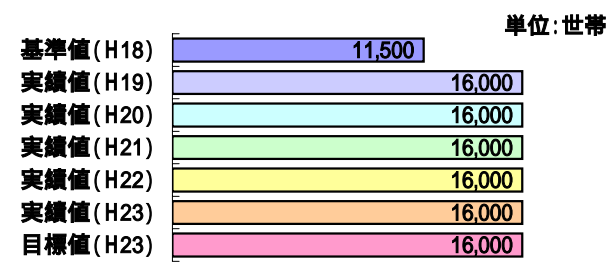 単位:世帯
基準値(H18) 11,500
実績値(H19) 16,000
実績値(H20) 16,000
実績値(H21) 16,000
実績値(H22) 16,000
実績値(H23) 16,000
目標値(H23) 16,000